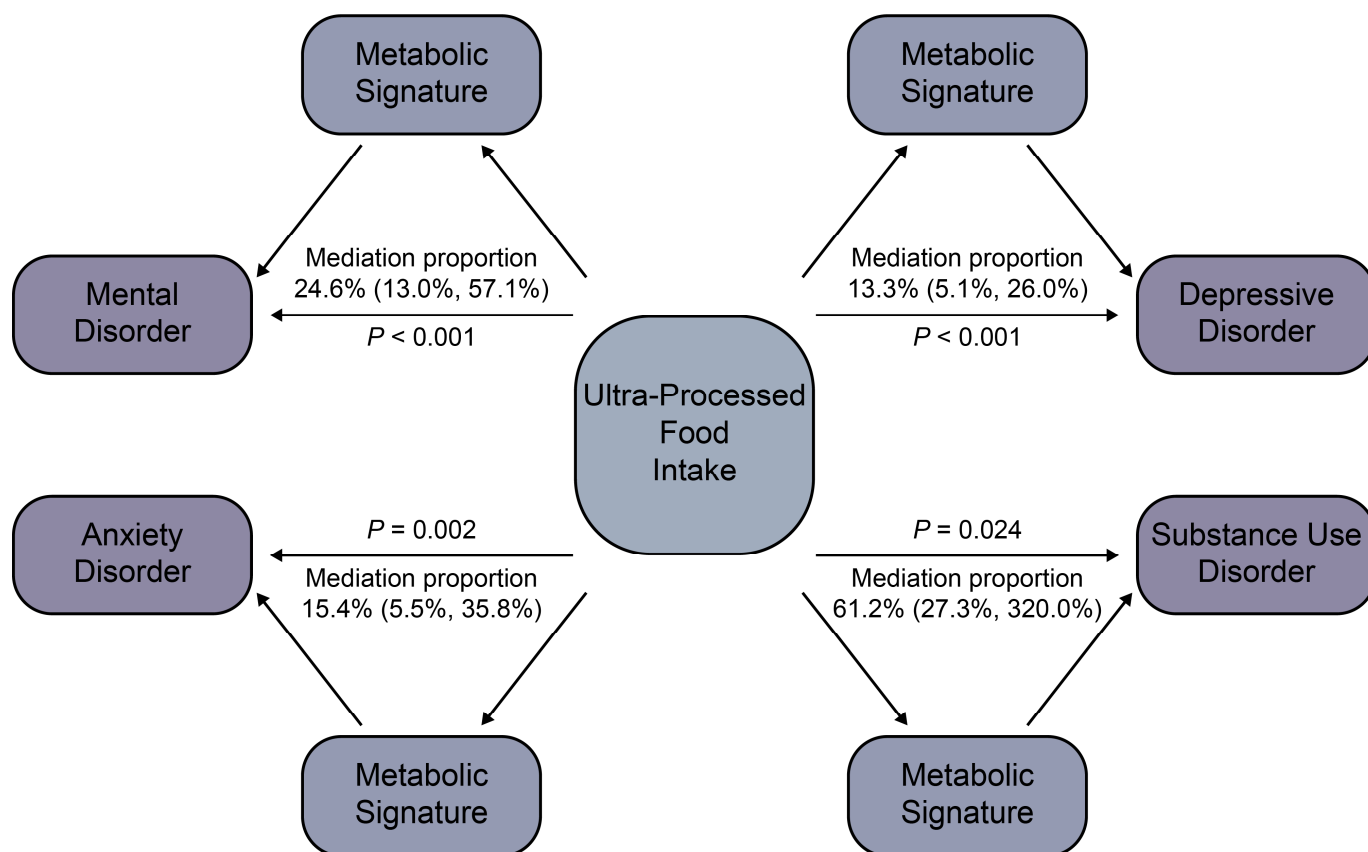 Metabolic
Signature
Metabolic
Signature
Mental
Disorder
Mediation proportion
24.6% (13.0%, 57.1%)
P < 0.001
Mediation proportion
13.3% (5.1%, 26.0%)
P < 0.001
Depressive
Disorder
Ultra-Processed
Food
Intake
Anxiety
Disorder
P = 0.002
Mediation proportion
15.4% (5.5%, 35.8%)
P = 0.024
Mediation proportion
61.2% (27.3%, 320.0%)
Substance Use
Disorder
Metabolic
Signature
Metabolic
Signature